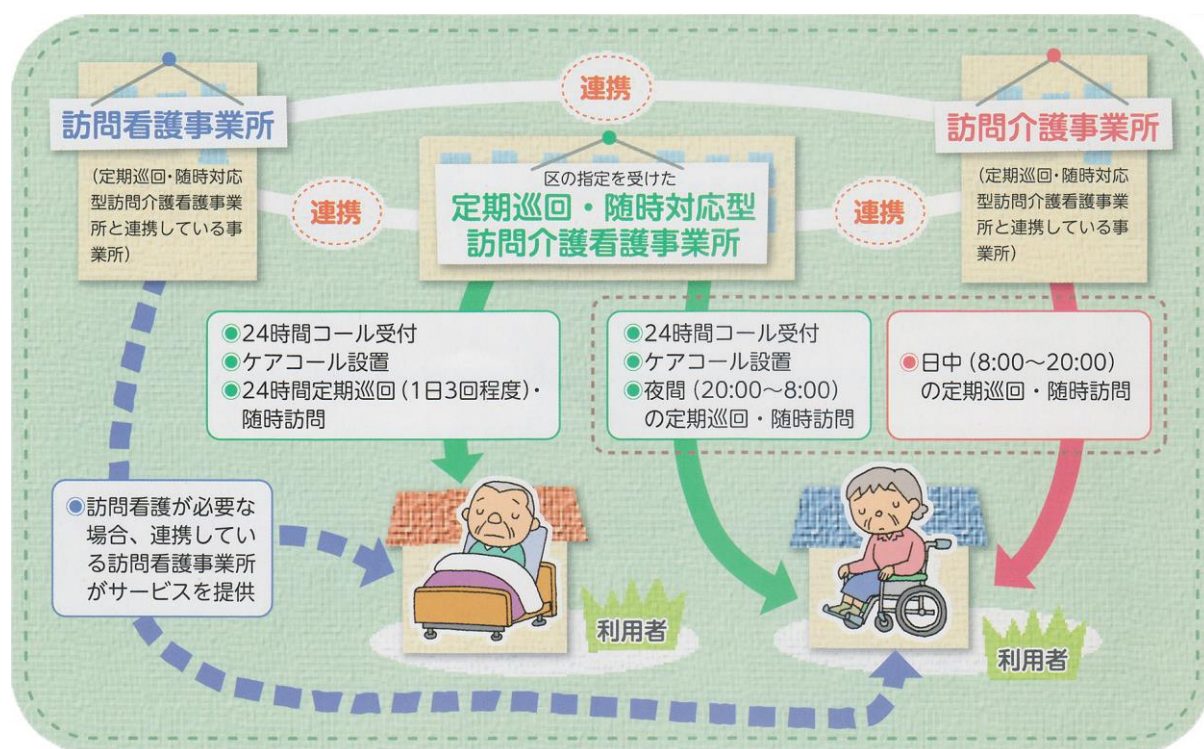 連携
訪問看護事業所
(定期巡回・随時対応
型訪問介護看護事業
所と連携している事
業所)
連携
区の指定を受けた
定期巡回・随時対応型
訪問介護看護事業所
連携
訪問介護事業所
(定期巡回・随時対応
型訪問介護看護事業
所と連携している事
業所)
◉24時間コール受付
◉ケアコール設置
◉24時間定期巡回(1日3回程度)・
随時訪問
◉24時間コール受付
◉ケアコール設置
◉夜間(20:00〜8:00)
の定期巡回・随時訪問
◉日中(8:00〜20:00)
の定期巡回・随時訪問
◉訪問看護が必要な
場合、連携してい
る訪問看護事業所
がサービスを提供
利用者
利用者